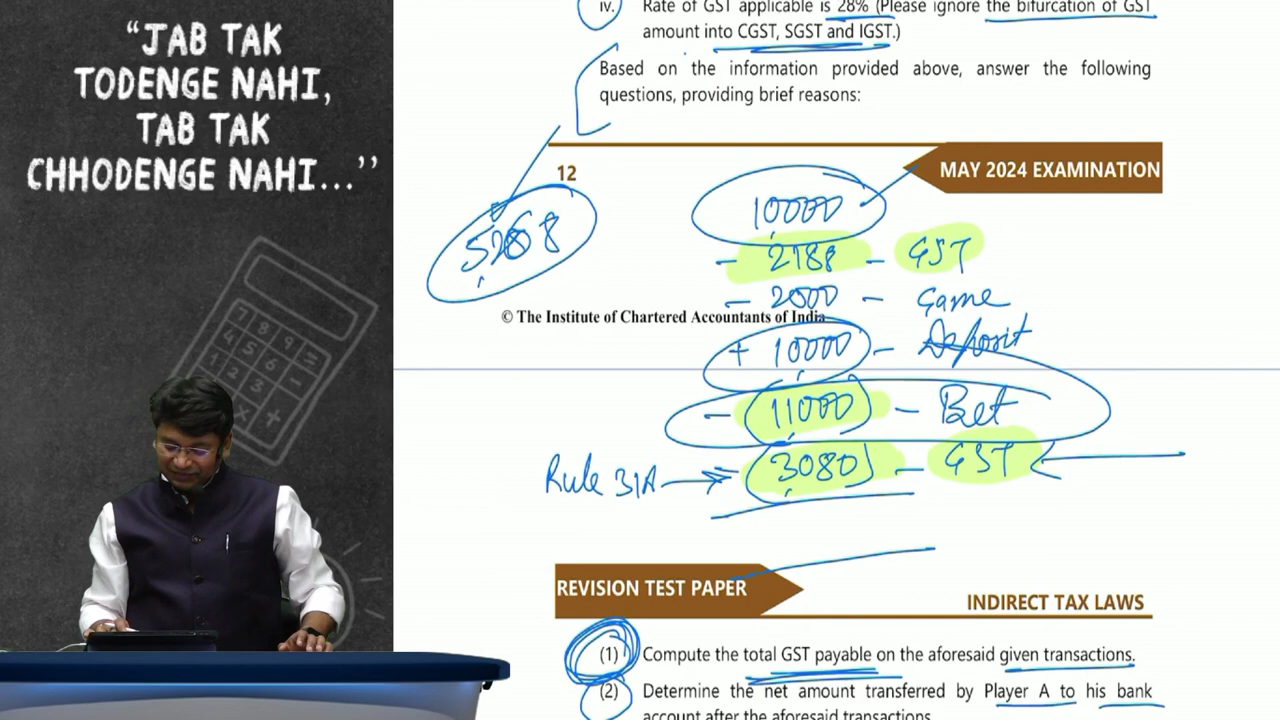 “JAB TAK
TODENGE NAHI,
TAB TAK
CHHODENGE NAHI...’’
iv. Rate of GST applicable is 28% (Please ignore the bifurcation of GST
amount into CGST, SGST and IGST.)
Based on the information provided above, answer the following
questions, providing brief reasons:
12
MAY 2024 EXAMINATION
10000
- 2188 - GST
- 2000 - Game
© The Institute of Chartered Accountants of India
+ 10000 - Deposit
- 11000 - Bet
Rule 31A 3080 - GST
REVISION TEST PAPER
INDIRECT TAX LAWS
(1) Compute the total GST payable on the aforesaid given transactions.
(2) Determine the net amount transferred by Player A to his bank
account after the aforesaid transactions.